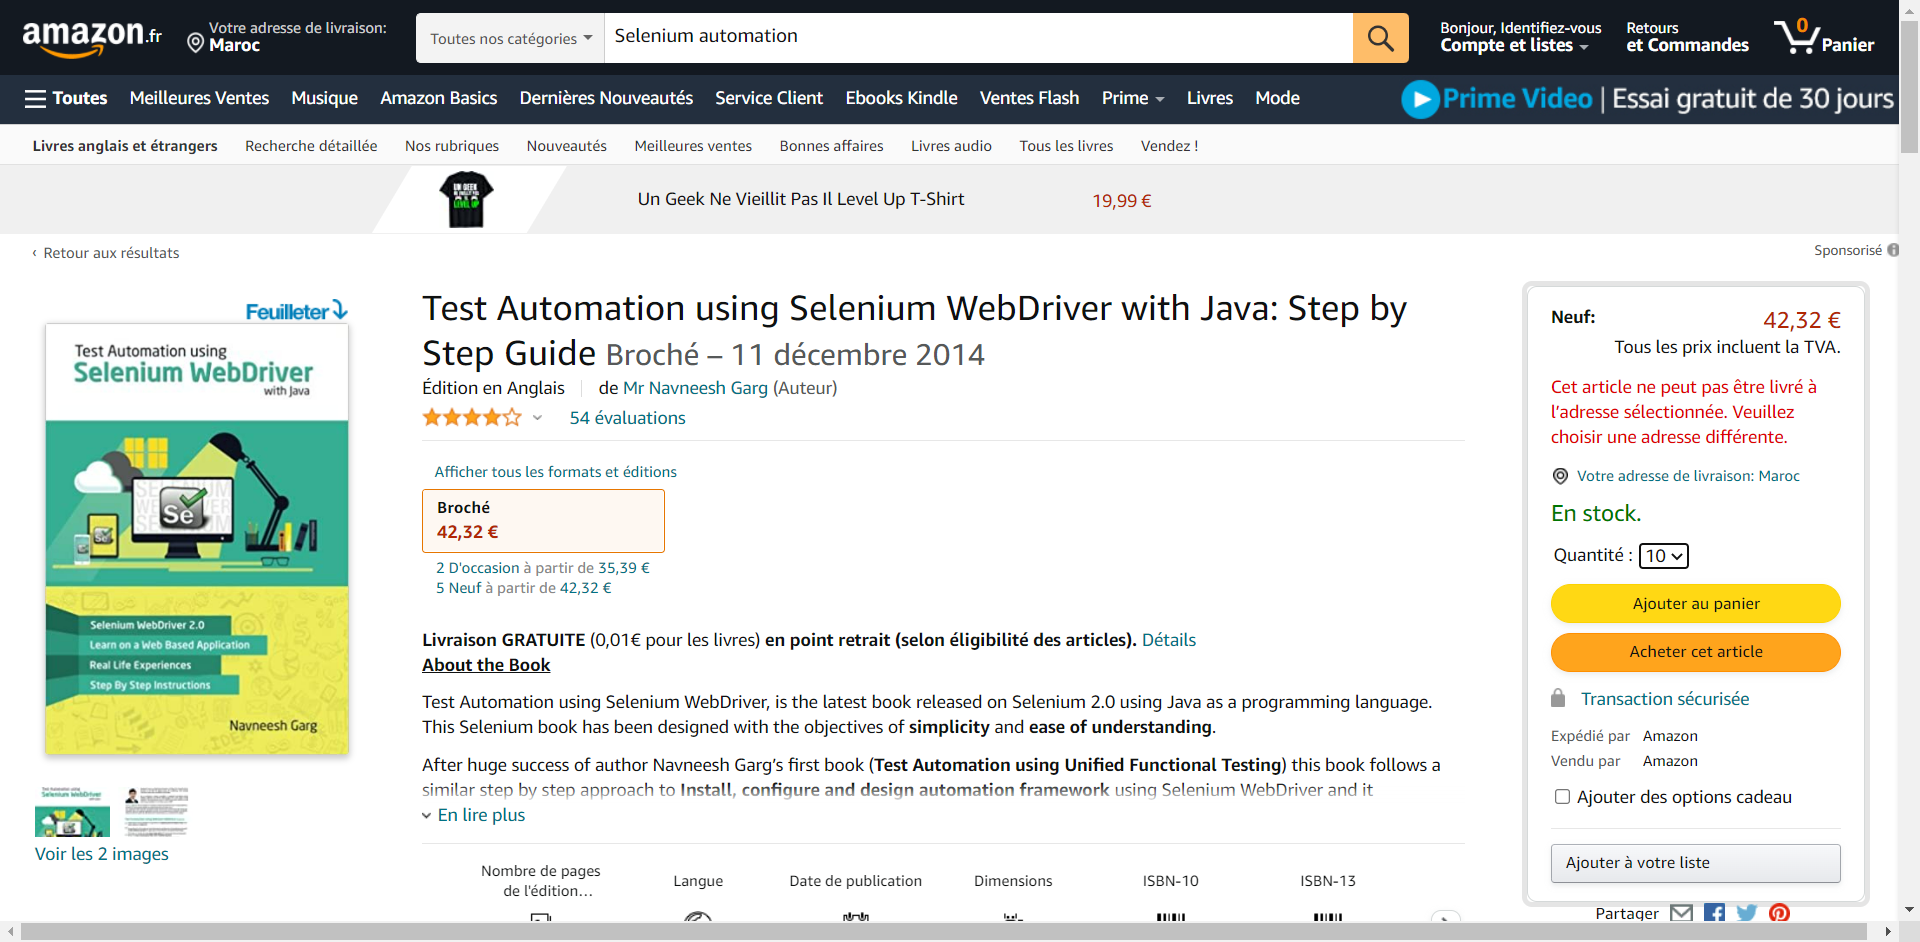 amazon.fr
Votre adresse de livraison:
Maroc
Toutes nos catégories
Selenium automation
Bonjour, Identifiez-vous
Compte et listes
Retours
et Commandes
0
Panier
Toutes
Meilleures Ventes
Musique
Amazon Basics
Dernières Nouveautés
Service Client
Ebooks Kindle
Ventes Flash
Prime
Livres
Mode
Prime Video | Essai gratuit de 30 jours
Livres anglais et étrangers
Recherche détaillée
Nos rubriques
Nouveautés
Meilleures ventes
Bonnes affaires
Livres audio
Tous les livres
Vendez !
UN GEEK
LEVEL UP
Un Geek Ne Vieillit Pas Il Level Up T-Shirt
19,99 €
‹ Retour aux résultats
Sponsorisé
Feuilleter
Test Automation using
Selenium WebDriver
with Java
Se
Selenium WebDriver 2.0
Learn on a Web Based Application
Real Life Experiences
Step By Step Instructions
Navneesh Garg
Voir les 2 images
Test Automation using Selenium WebDriver with Java: Step by
Step Guide Broché – 11 décembre 2014
Édition en Anglais
de Mr Navneesh Garg (Auteur)
54 évaluations
Afficher tous les formats et éditions
Broché
42,32 €
2 D'occasion à partir de 35,39 €
5 Neuf à partir de 42,32 €
Livraison GRATUITE (0,01€ pour les livres) en point retrait (selon éligibilité des articles). Détails
About the Book
Test Automation using Selenium WebDriver, is the latest book released on Selenium 2.0 using Java as a programming language.
This Selenium book has been designed with the objectives of simplicity and ease of understanding.
After huge success of author Navneesh Garg’s first book (Test Automation using Unified Functional Testing) this book follows a
similar step by step approach to Install, configure and design automation framework using Selenium WebDriver and it
En lire plus
Nombre de pages
de l'édition…
Langue
Date de publication
Dimensions
ISBN-10
ISBN-13
Neuf:
42,32 €
Tous les prix incluent la TVA.
Cet article ne peut pas être livré à
l’adresse sélectionnée. Veuillez
choisir une adresse différente.
Votre adresse de livraison: Maroc
En stock.
Quantité : 10
Ajouter au panier
Acheter cet article
Transaction sécurisée
Expédié par Amazon
Vendu par Amazon
Ajouter des options cadeau
Ajouter à votre liste
Partager